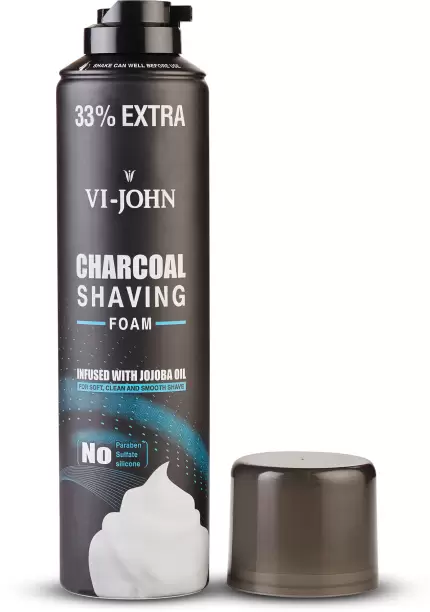 SHAKE CAN WELL BEFORE USE.
33% EXTRA
VI-JOHN
CHARCOAL
SHAVING
FOAM
INFUSED WITH JOJOBA OIL
FOR SOFT, CLEAN AND SMOOTH SHAVE
No
Paraben
Sulfate
silicone